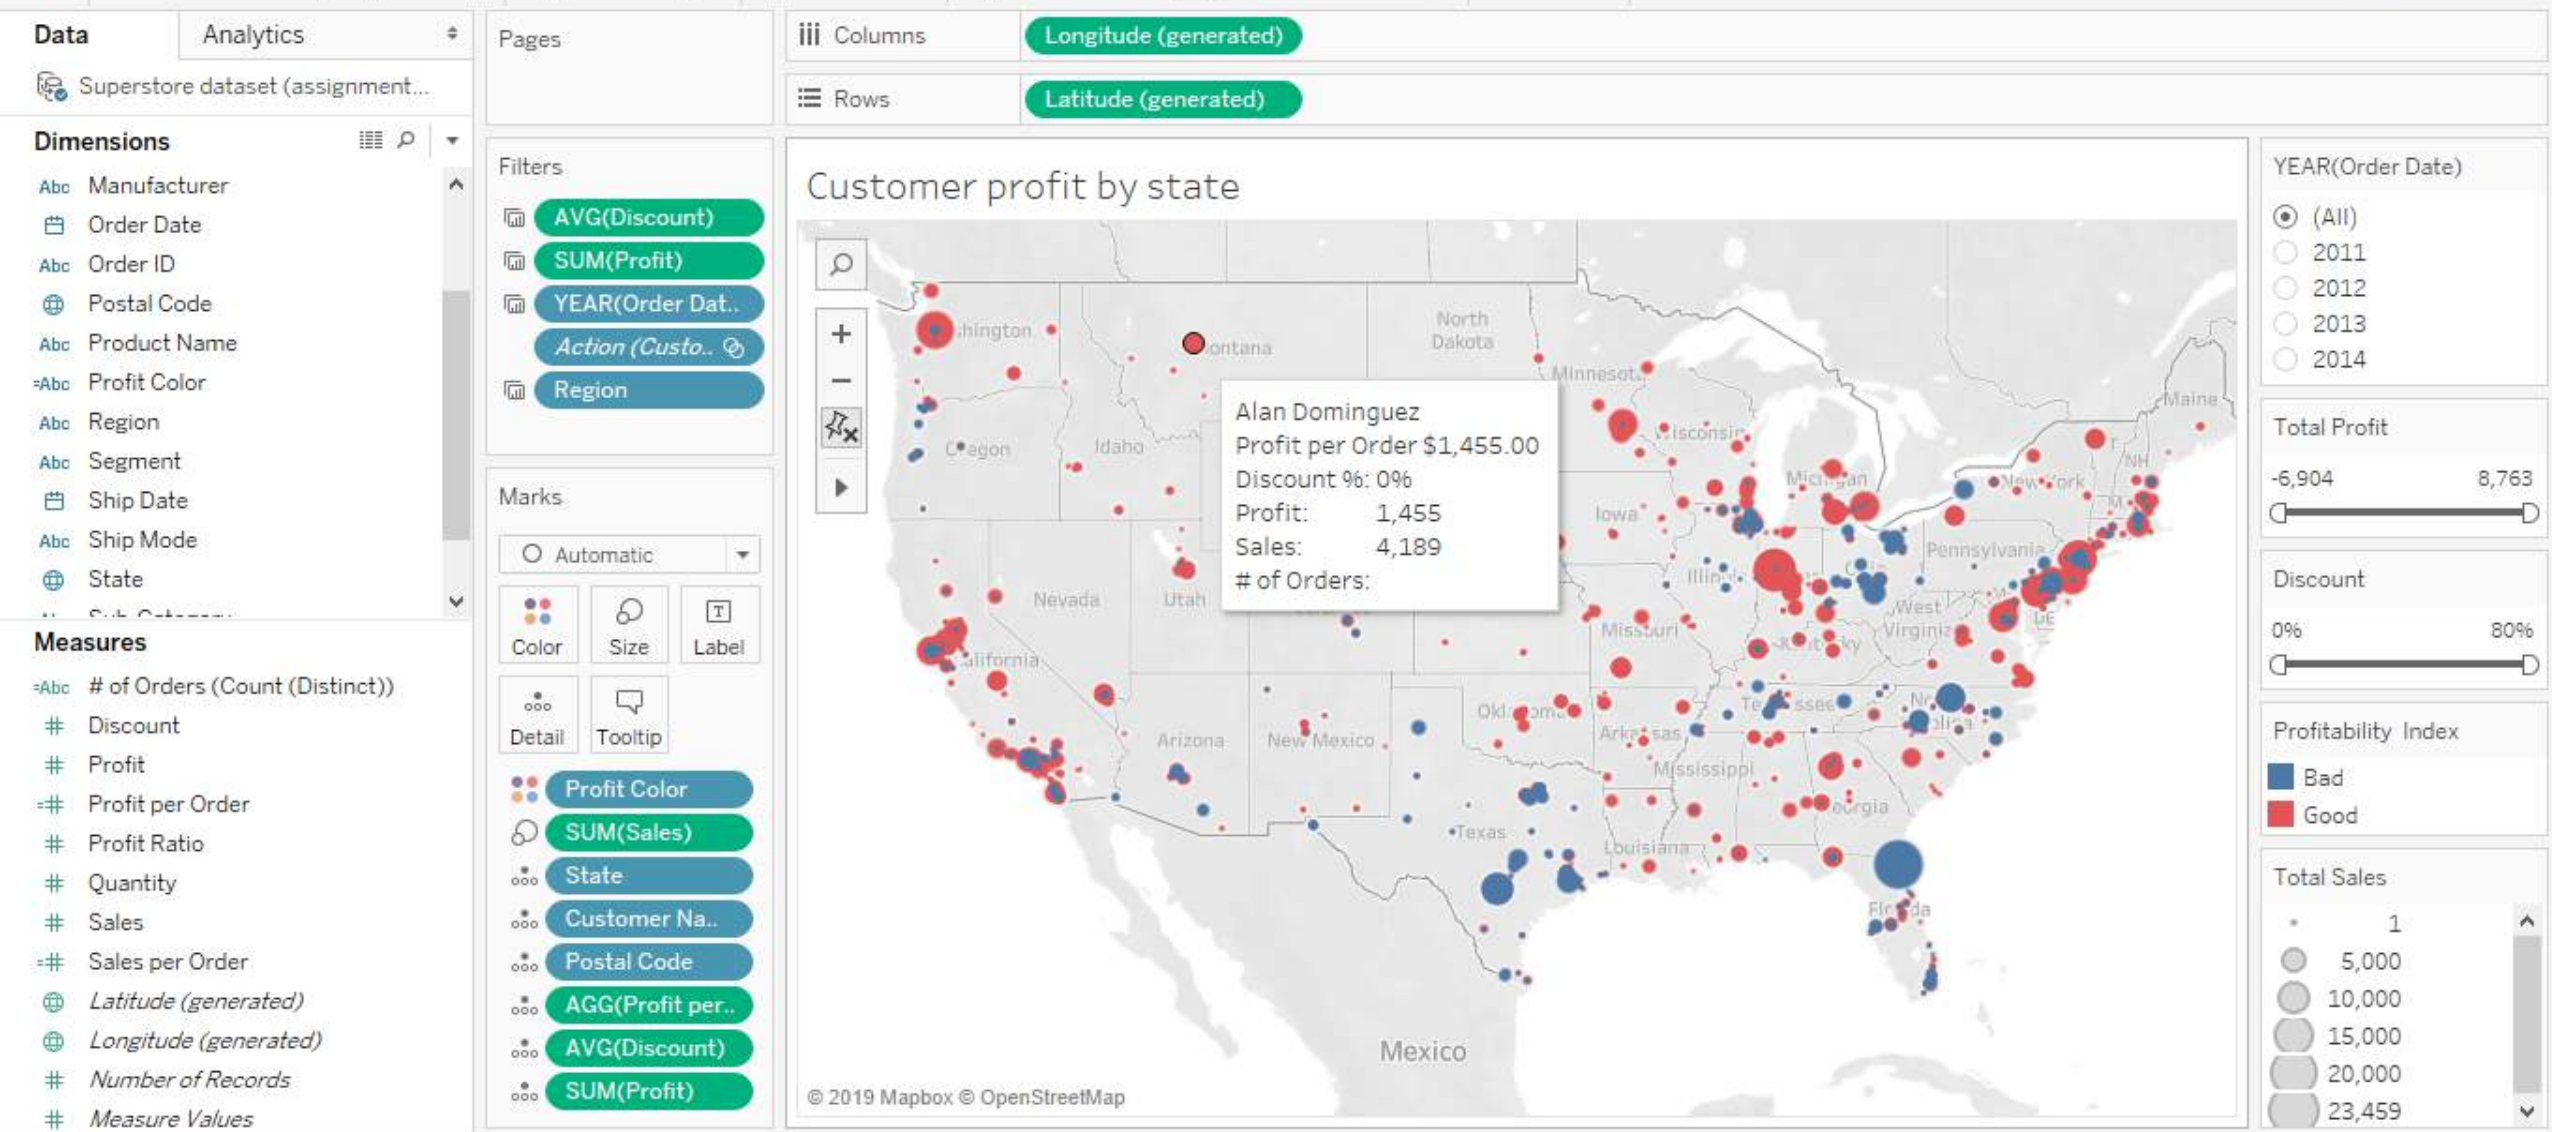 Data
Analytics
Superstore dataset (assignment...
Dimensions
Abc Manufacturer
Order Date
Abc Order ID
Postal Code
Abc Product Name
=Abc Profit Color
Abc Region
Abc Segment
Ship Date
Abc Ship Mode
State
Measures
=Abc # of Orders (Count (Distinct))
# Discount
# Profit
=# Profit per Order
# Profit Ratio
# Quantity
# Sales
=# Sales per Order
Latitude (generated)
Longitude (generated)
# Number of Records
# Measure Values
Pages
Filters
AVG(Discount)
SUM(Profit)
YEAR(Order Dat..
Action (Custo..
Region
Marks
Automatic
Color
Size
Label
Detail
Tooltip
Profit Color
SUM(Sales)
State
Customer Na..
Postal Code
AGG(Profit per..
AVG(Discount)
SUM(Profit)
Columns
Longitude (generated)
Rows
Latitude (generated)
Customer profit by state
hington
ontana
North
Dakota
Minnesot
isconsin
Maine
Idaho
Iowa
NH
Pennsylvania
Nevada
Utah
Missouri
West
Virginia
DE
alifornia
Arizona
New Mexico
Mississippi
eorgia
Texas
Louisiana
Mexico
Alan Dominguez
Profit per Order $1,455.00
Discount %: 0%
Profit: 1,455
Sales: 4,189
# of Orders:
© 2019 Mapbox © OpenStreetMap
YEAR(Order Date)
(All)
2011
2012
2013
2014
Total Profit
-6,904 8,763
Discount
0% 80%
Profitability Index
Bad
Good
Total Sales
1
5,000
10,000
15,000
20,000
23,459